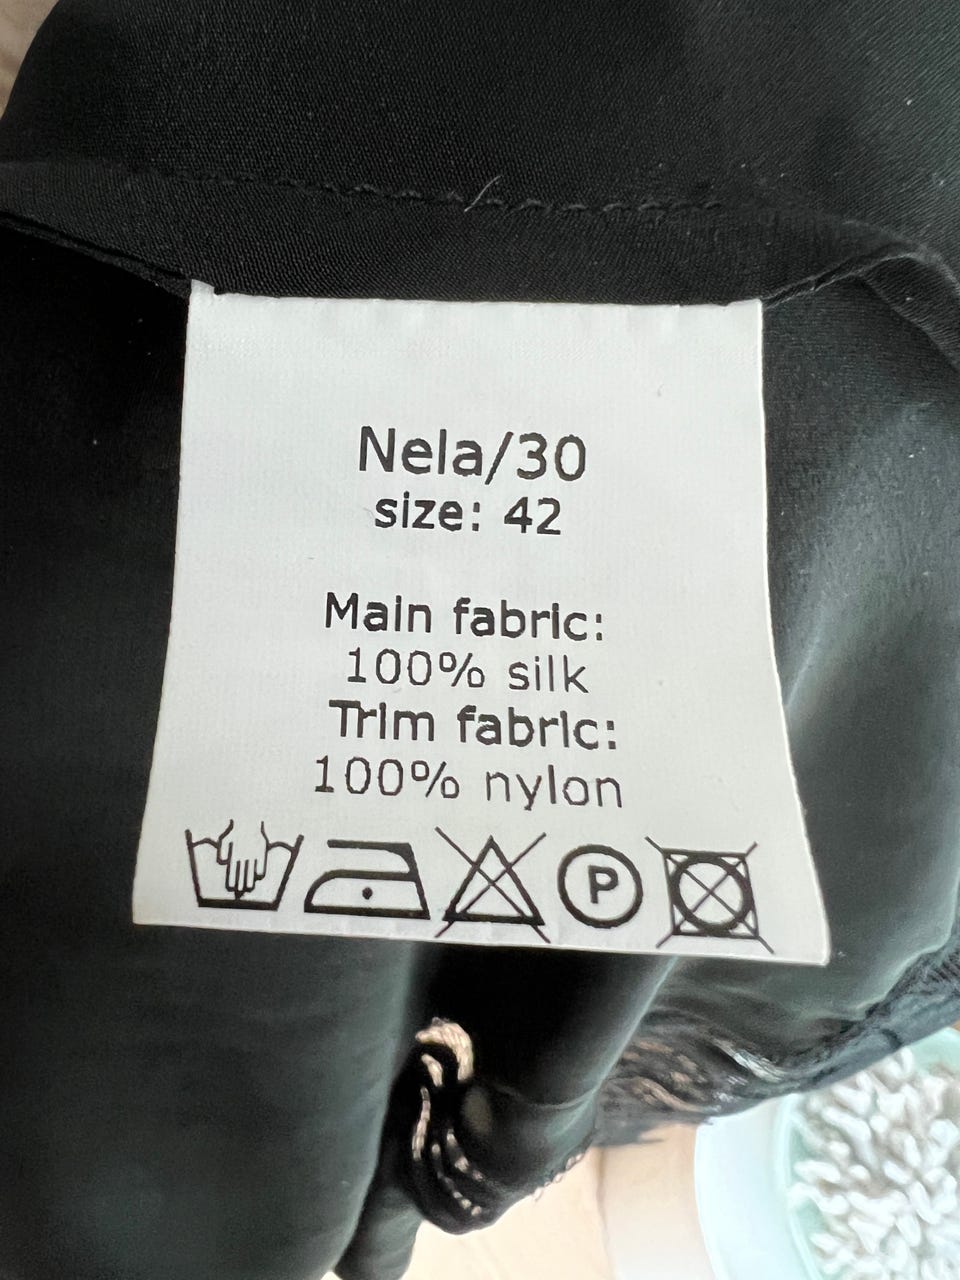 Nela/30
size: 42
Main fabric:
100% silk
Trim fabric:
100% nylon
P